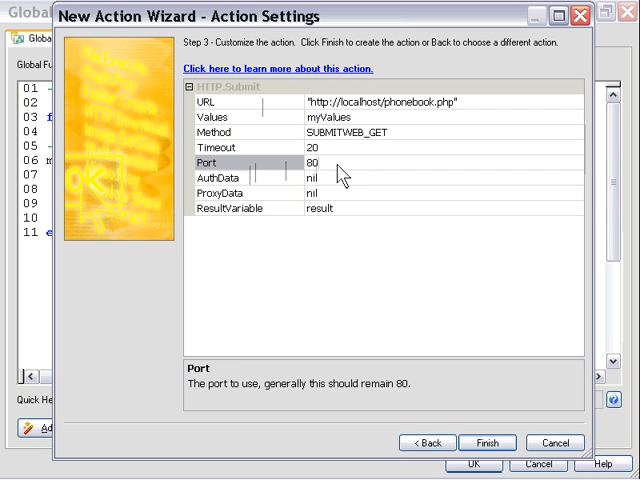 Global
New Action Wizard - Action Settings
Globa
Step 3 - Customize the action. Click Finish to create the action or Back to choose a different action.
Global Fu
Click here to learn more about this action.
HTTP.Submit
01 -
URL "http://localhost/phonebook.php"
02
Values myValues
03 f
Method SUBMITWEB_GET
04
Timeout 20
05 -
Port 80
06 m
AuthData nil
07
ProxyData nil
08
ResultVariable result
09
10
11 e
OK
Port
The port to use, generally this should remain 80.
Quick He
Ad
< Back Finish Cancel
OK Cancel Help